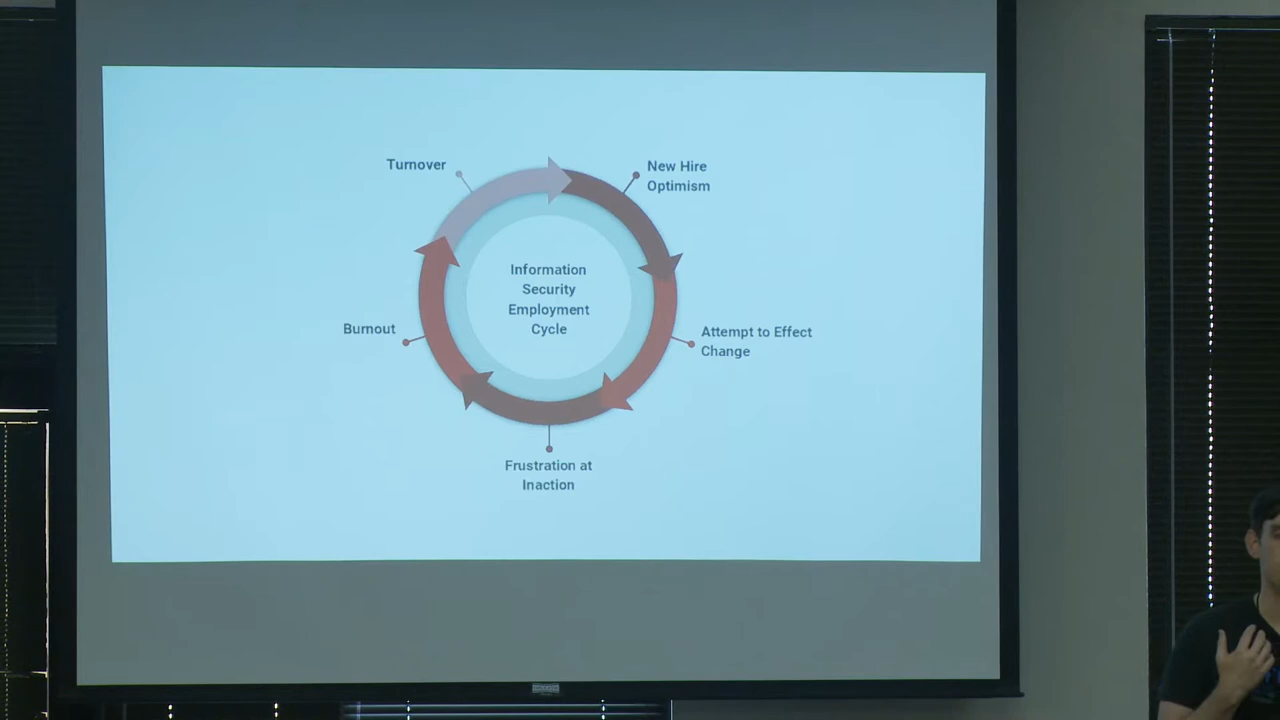 Turnover
New Hire
Optimism
Information
Security
Employment
Cycle
Burnout
Attempt to Effect
Change
Frustration at
Inaction